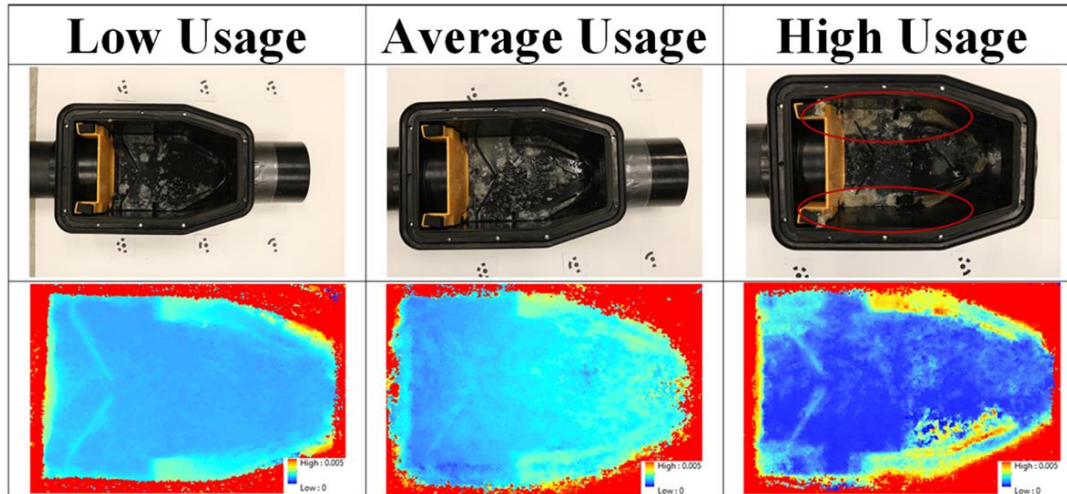 Low Usage
Average Usage
High Usage
High : 0.005
Low : 0
High : 0.005
Low : 0
High : 0.005
Low : 0